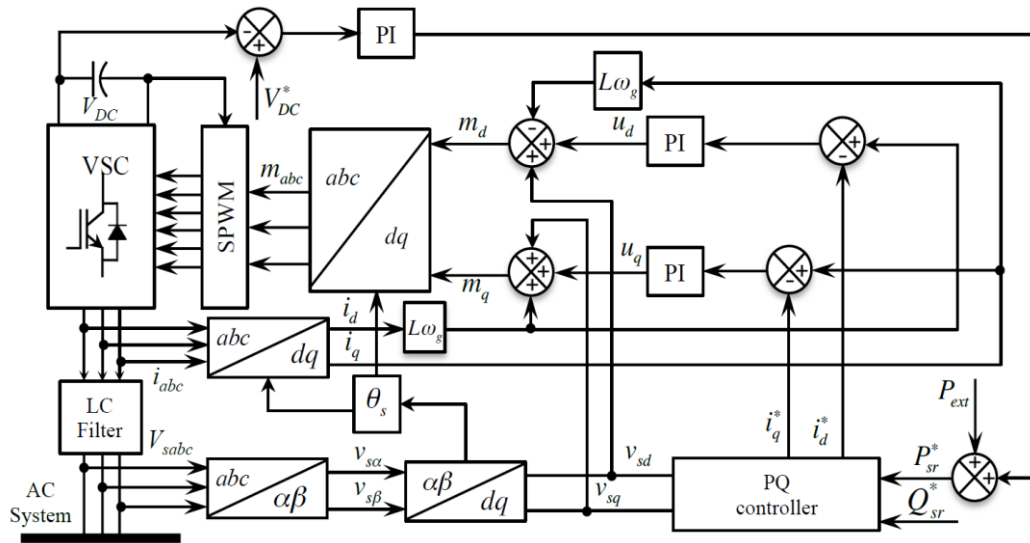 PI
-
+
V*DC
VDC
Lωg
VSC
SPWM
mabc
abc
dq
md
-
+
+
ud
PI
+
-
mq
+
+
+
uq
PI
+
-
id
iq
Lωg
abc
dq
iabc
θs
LC
Filter
Vsabc
AC
System
abc
αβ
vsα
vsβ
αβ
dq
vsd
vsq
i*q
i*d
PQ
controller
Pext
P*sr
Q*sr
+
+